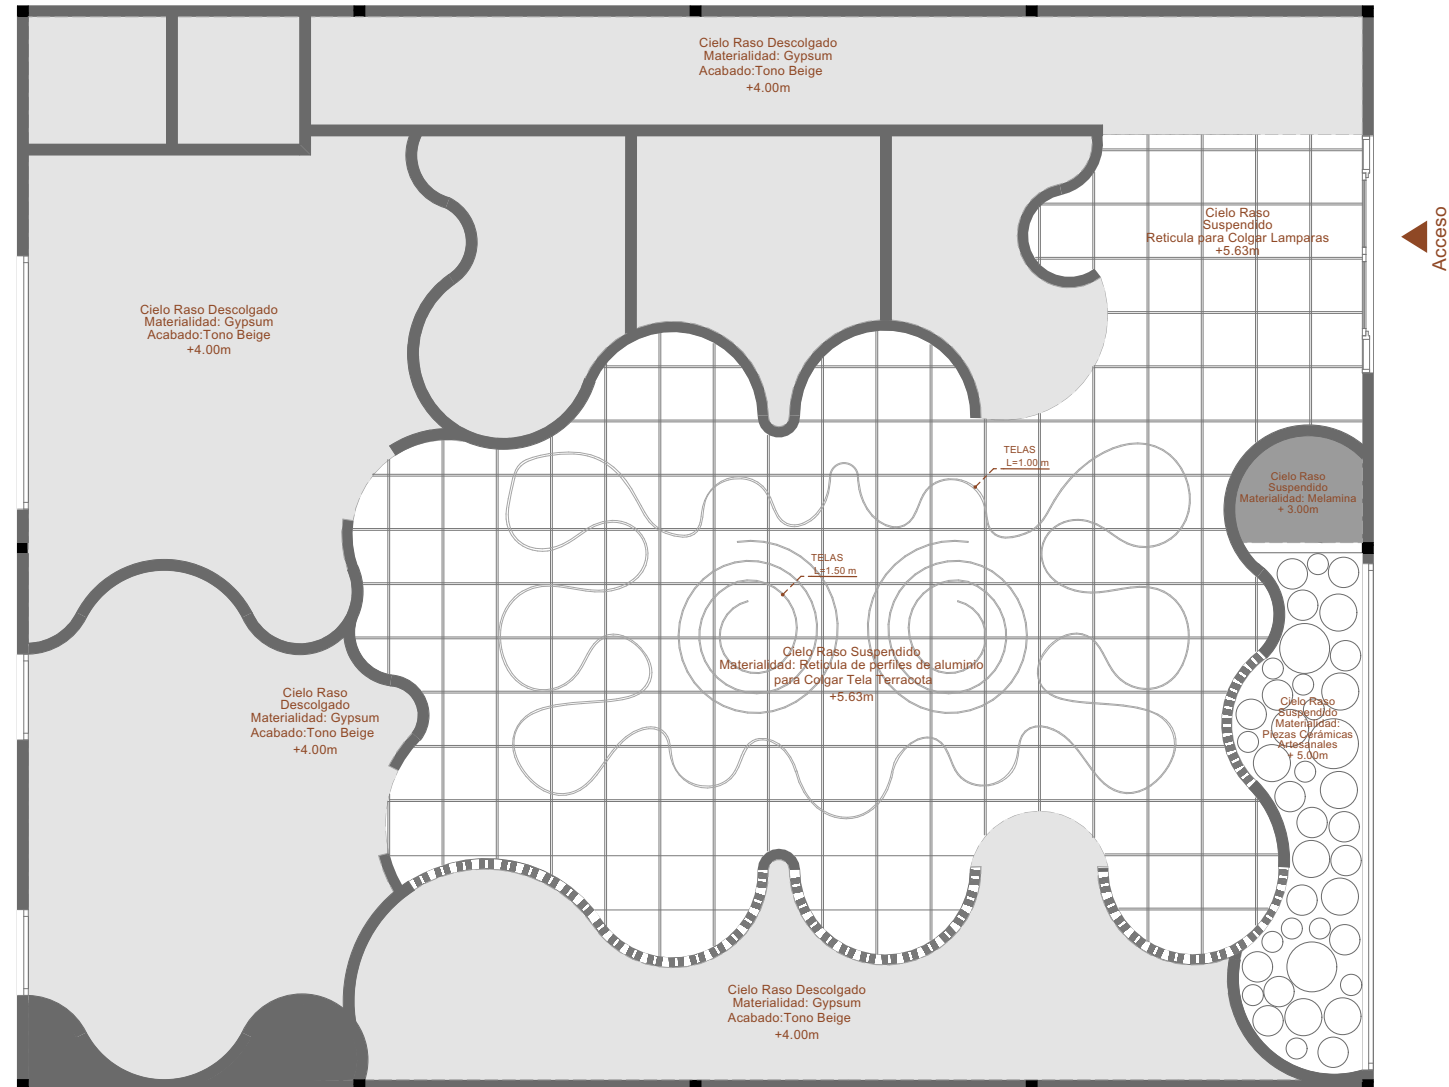 Cielo Raso Descolgado
Materialidad: Gypsum
Acabado:Tono Beige
+4.00m
Cielo Raso
Suspendido
Reticula para Colgar Lamparas
+5.63m
Acceso
Cielo Raso Descolgado
Materialidad: Gypsum
Acabado:Tono Beige
+4.00m
TELAS
L=1.00 m
Cielo Raso
Suspendido
Materialidad: Melamina
+ 3.00m
TELAS
L=1.50 m
Cielo Raso Suspendido
Materialidad: Reticula de perfiles de aluminio
para Colgar Tela Terracota
+5.63m
Cielo Raso
Descolgado
Materialidad: Gypsum
Acabado:Tono Beige
+4.00m
Cielo Raso
Suspendido
Materialidad:
Piezas Cerámicas
Artesanales
+ 5.00m
Cielo Raso Descolgado
Materialidad: Gypsum
Acabado:Tono Beige
+4.00m